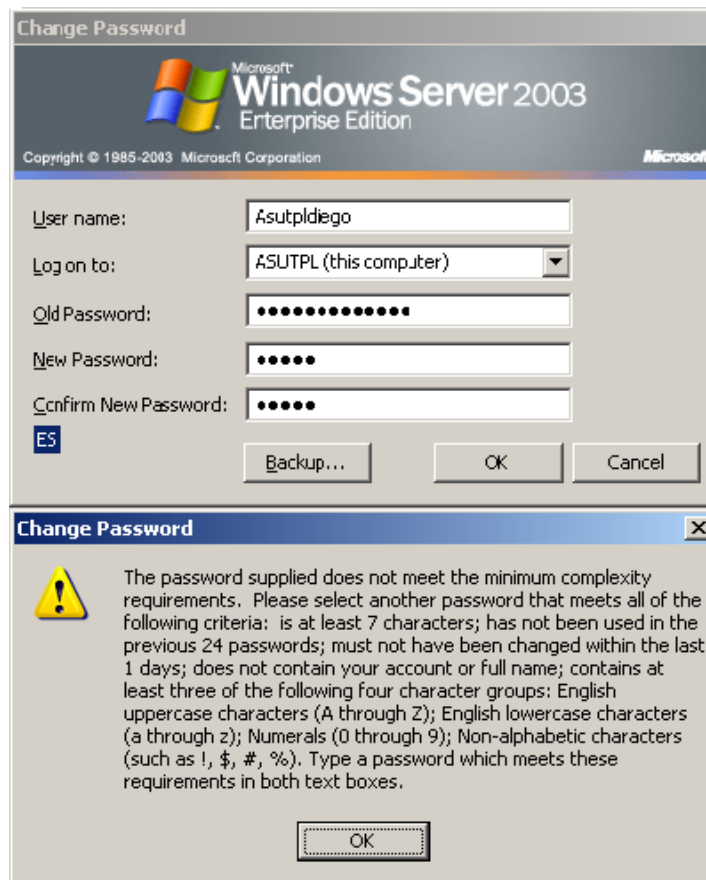 Change Password
Microsoft
Windows Server 2003
Enterprise Edition
Copyright © 1985-2003 Microscft Corporation Microsoft
User name: Asutpldiego
Log on to: ASUTPL (this computer)
Old Password: •••••••••••••
New Password: •••••
Ccnfirm New Password: •••••
ES
Backup... OK Cancel
Change Password
The password supplied does not meet the minimum complexity
requirements. Please select another password that meets all of the
following criteria: is at least 7 characters; has not been used in the
previous 24 passwords; must not have been changed within the last
1 days; does not contain your account or full name; contains at
least three of the following four character groups: English
uppercase characters (A through Z); English lowercase characters
(a through z); Numerals (0 through 9); Non-alphabetic characters
(such as !, $, #, %). Type a password which meets these
requirements in both text boxes.
OK